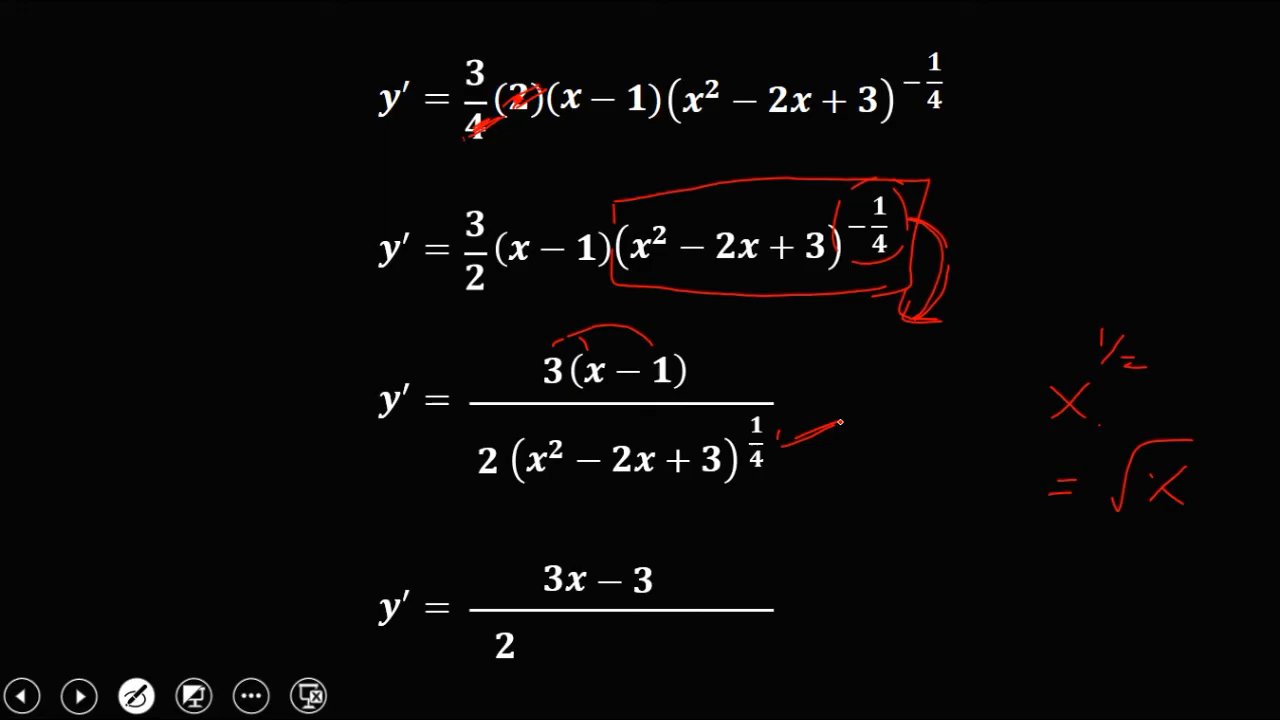 y′ = 3/4 (2)(x − 1)(x² − 2x + 3)^(−1/4)
y′ = 3/2 (x − 1)(x² − 2x + 3)^(−1/4)
y′ = 3(x − 1) / 2(x² − 2x + 3)^(1/4)
x^(1/2)
= √x
y′ = 3x − 3 / 2